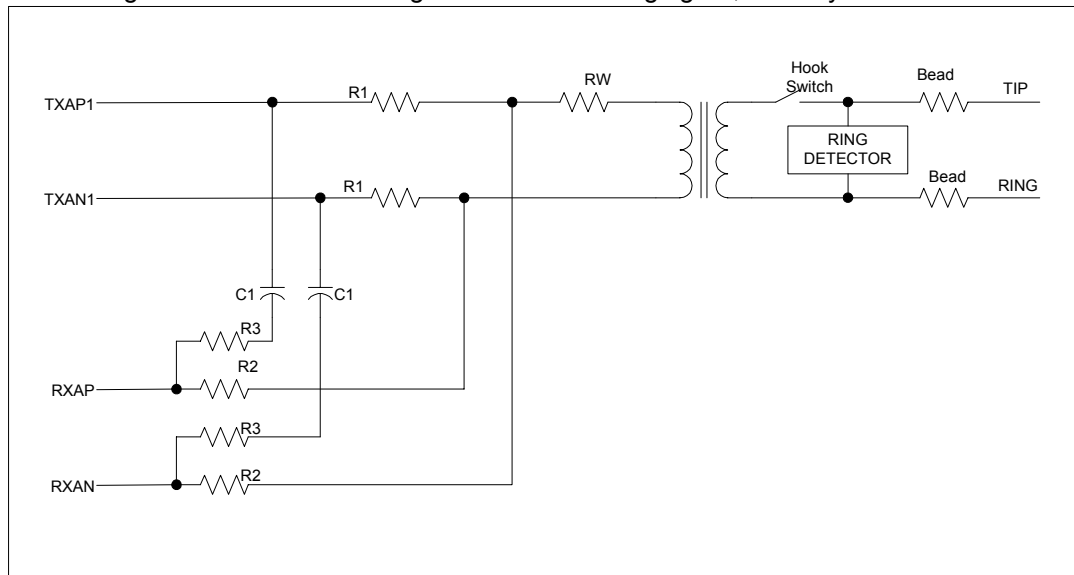 Hook
Switch
Bead
RW
R1
TIP
TXAP1
RING
DETECTOR
Bead
RING
R1
TXAN1
C1
C1
R3
R2
RXAP
R3
R2
RXAN